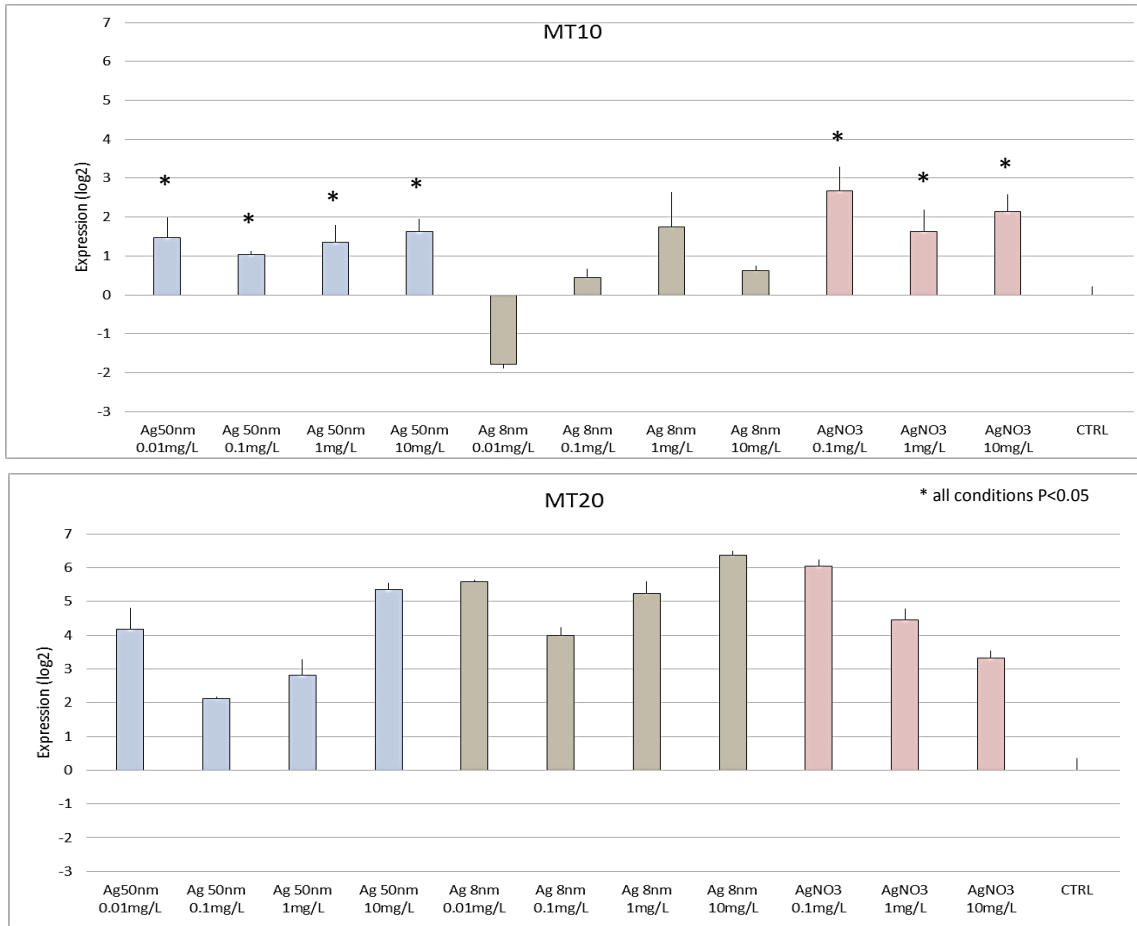 MT10
7
6
5
4
3
2
1
0
-1
-2
-3
Expression (log2)
* * * * * * *
Ag50nm Ag 50nm Ag 50nm Ag 50nm Ag 8nm Ag 8nm Ag 8nm Ag 8nm AgNO3 AgNO3 AgNO3 CTRL
0.01mg/L 0.1mg/L 1mg/L 10mg/L 0.01mg/L 0.1mg/L 1mg/L 10mg/L 0.1mg/L 1mg/L 10mg/L
MT20
* all conditions P<0.05
7
6
5
4
3
2
1
0
-1
-2
-3
Expression (log2)
Ag50nm Ag 50nm Ag 50nm Ag 50nm Ag 8nm Ag 8nm Ag 8nm Ag 8nm AgNO3 AgNO3 AgNO3 CTRL
0.01mg/L 0.1mg/L 1mg/L 10mg/L 0.01mg/L 0.1mg/L 1mg/L 10mg/L 0.1mg/L 1mg/L 10mg/L